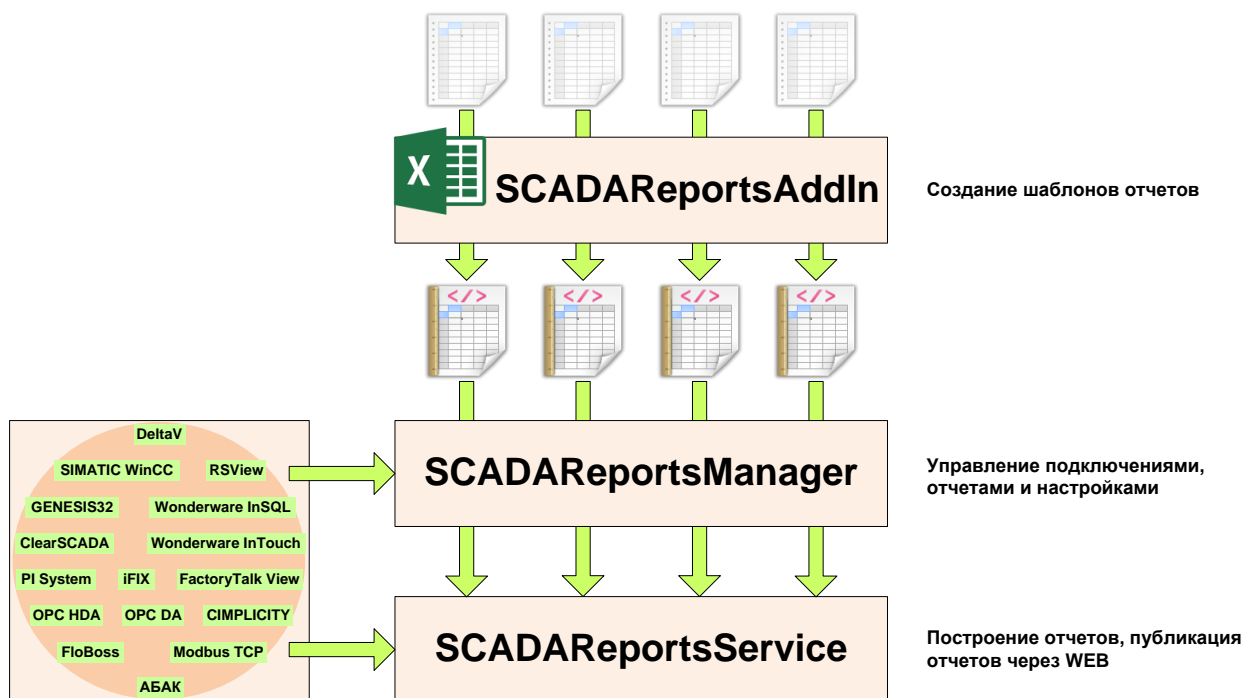 X
SCADAReportsAddIn
Создание шаблонов отчетов
</>
</>
</>
</>
DeltaV
SIMATIC WinCC
RSView
GENESIS32
Wonderware InSQL
ClearSCADA
Wonderware InTouch
PI System
iFIX
FactoryTalk View
OPC HDA
OPC DA
CIMPLICITY
FloBoss
Modbus TCP
АБАК
SCADAReportsManager
Управление подключениями,
отчетами и настройками
SCADAReportsService
Построение отчетов, публикация
отчетов через WEB